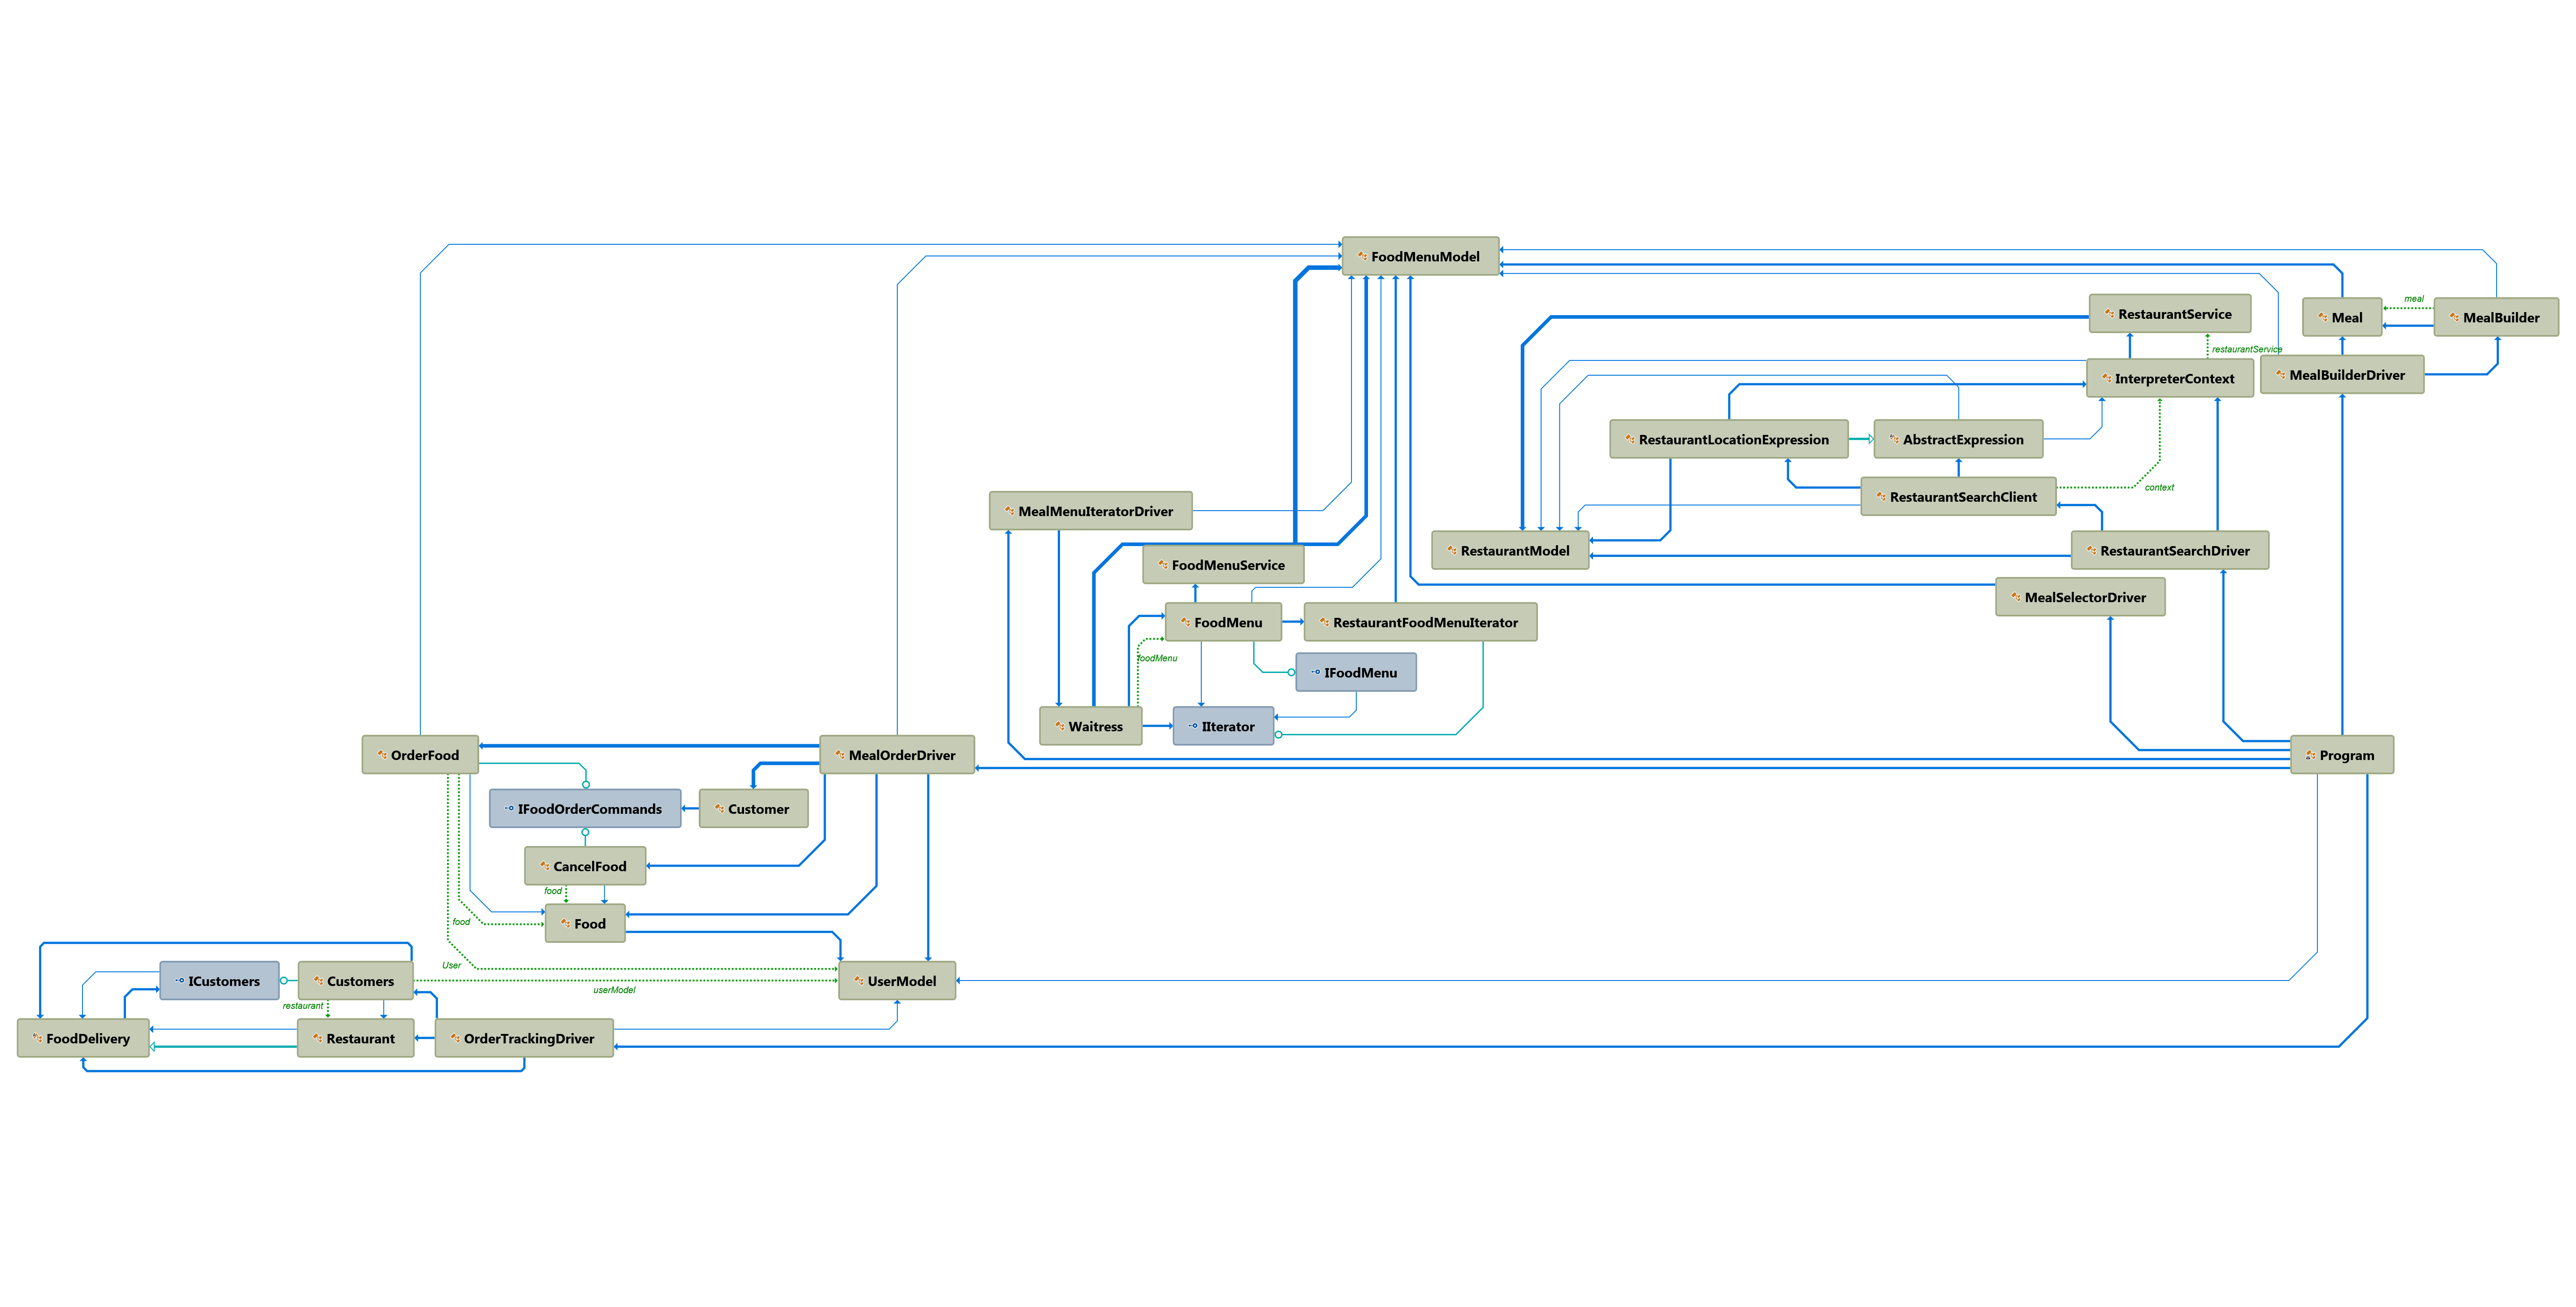 FoodMenuModel
meal
RestaurantService
Meal
MealBuilder
restaurantService
InterpreterContext
MealBuilderDriver
RestaurantLocationExpression
AbstractExpression
context
RestaurantSearchClient
MealMenuIteratorDriver
RestaurantModel
RestaurantSearchDriver
FoodMenuService
MealSelectorDriver
FoodMenu
RestaurantFoodMenuIterator
foodMenu
IFoodMenu
Waitress
IIterator
OrderFood
MealOrderDriver
Program
IFoodOrderCommands
Customer
CancelFood
food
food
Food
User
ICustomers
Customers
userModel
UserModel
restaurant
FoodDelivery
Restaurant
OrderTrackingDriver